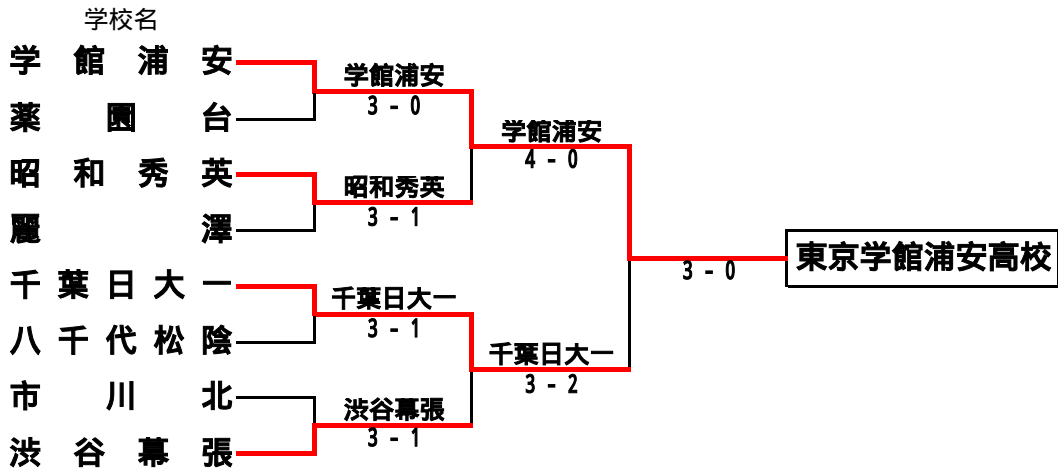 学校名
学館浦安
薬園台
昭和秀英
麗澤
千葉日大一
八千代松陰
市川北
渋谷幕張
学館浦安
3 - 0
昭和秀英
3 - 1
千葉日大一
3 - 1
渋谷幕張
3 - 1
学館浦安
4 - 0
千葉日大一
3 - 2
3 - 0
東京学館浦安高校